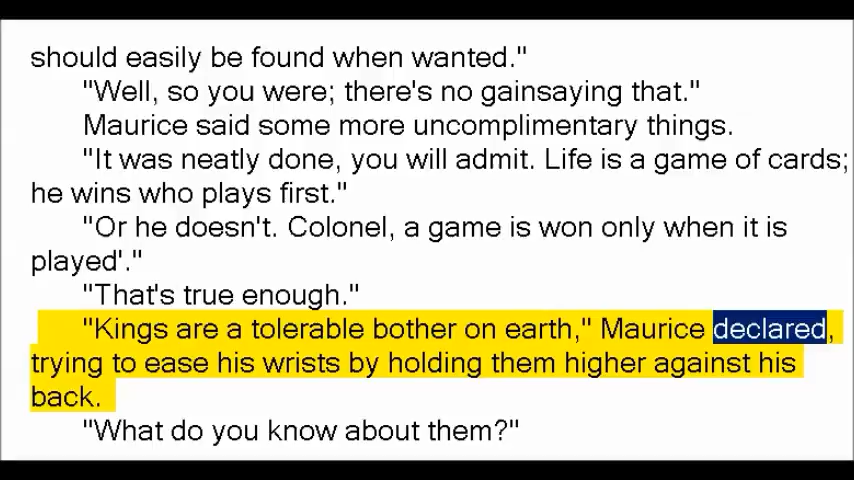 should easily be found when wanted."
"Well, so you were; there's no gainsaying that."
Maurice said some more uncomplimentary things.
"It was neatly done, you will admit. Life is a game of cards;
he wins who plays first."
"Or he doesn't. Colonel, a game is won only when it is
played'."
"That's true enough."
"Kings are a tolerable bother on earth," Maurice declared,
trying to ease his wrists by holding them higher against his
back.
"What do you know about them?"